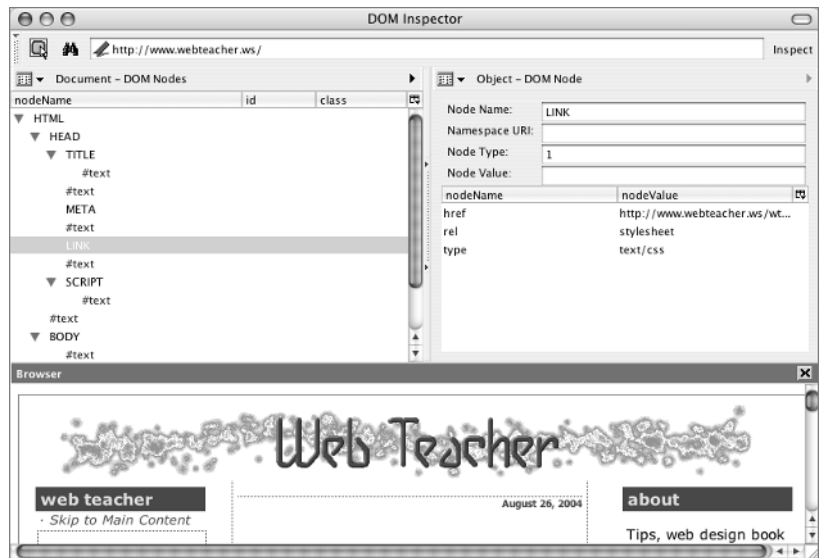 DOM Inspector
http://www.webteacher.ws/
Inspect
Document – DOM Nodes
nodeName id class
HTML
HEAD
TITLE
#text
#text
META
#text
LINK
#text
SCRIPT
#text
#text
BODY
#text
Object – DOM Node
Node Name: LINK
Namespace URI:
Node Type: 1
Node Value:
nodeName nodeValue
href http://www.webteacher.ws/wt...
rel stylesheet
type text/css
Browser
Web Teacher
web teacher
· Skip to Main Content
August 26, 2004
about
Tips, web design book